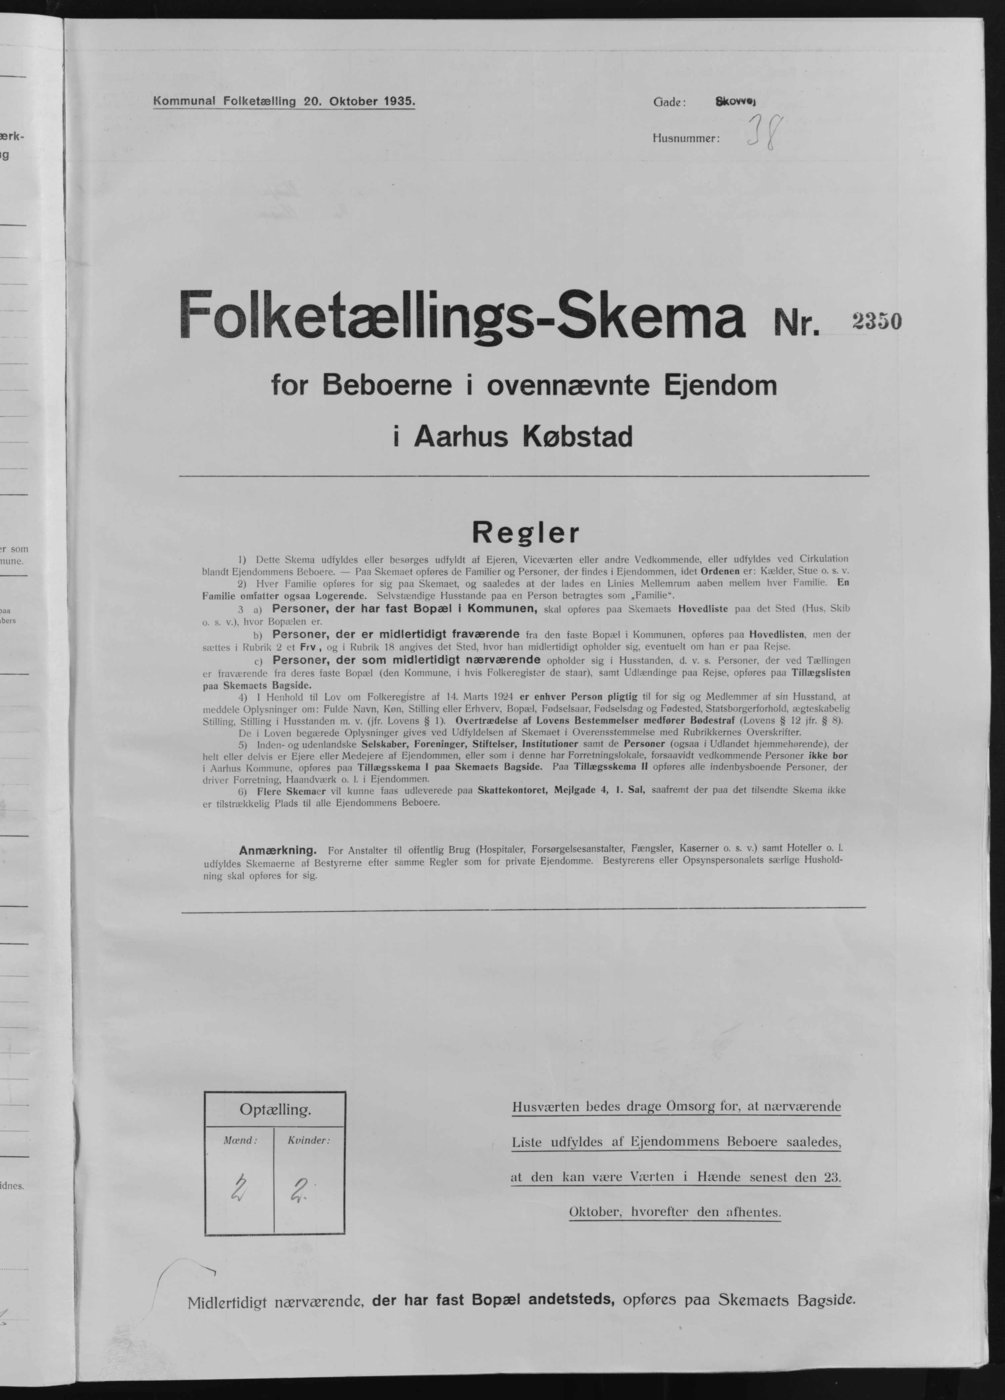 Kommunal Folketælling 20. Oktober 1935.
Gade: Skovvej
Husnummer: 38
Folketællings-Skema Nr. 2350
for Beboerne i ovennævnte Ejendom
i Aarhus Købstad
Regler
1) Dette Skema udfyldes eller besørges udfyldt af Ejeren, Viceværten eller andre Vedkommende, eller udfyldes ved Cirkulation
blandt Ejendommens Beboere. — Paa Skemaet opføres de Familier og Personer, der findes i Ejendommen, idet Ordenen er: Kælder, Stue o. s. v.
2) Hver Familie opføres for sig paa Skemaet, og saaledes at der lades en Linies Mellemrum aaben mellem hver Familie. En
Familie omfatter ogsaa Logerende. Selvstændige Husstande paa en Person betragtes som „Familie“.
3 a) Personer, der har fast Bopæl i Kommunen, skal opføres paa Skemaets Hovedliste paa det Sted (Hus, Skib
o. s. v.), hvor Bopælen er.
b) Personer, der er midlertidigt fraværende fra den faste Bopæl i Kommunen, opføres paa Hovedlisten, men der
sættes i Rubrik 2 et Frv., og i Rubrik 18 angives det Sted, hvor han midlertidigt opholder sig, eventuelt om han er paa Rejse.
c) Personer, der som midlertidigt nærværende opholder sig i Husstanden, d. v. s. Personer, der ved Tællingen
er fraværende fra deres faste Bopæl (den Kommune, i hvis Folkeregister de staar), samt Udlændinge paa Rejse, opføres paa Tillægslisten
paa Skemaets Bagside.
4) I Henhold til Lov om Folkeregistre af 14. Marts 1924 er enhver Person pligtig til for sig og Medlemmer af sin Husstand, at
meddele Oplysninger om: Fulde Navn, Køn, Stilling eller Erhverv, Bopæl, Fødselsaar, Fødselsdag og Fødested, Statsborgerforhold, ægteskabelig
Stilling, Stilling i Husstanden m. v. (jfr. Lovens § 1). Overtrædelse af Lovens Bestemmelser medfører Bødestraf (Lovens § 12 jfr. § 8).
De i Loven begærede Oplysninger gives ved Udfyldelsen af Skemaet i Overensstemmelse med Rubrikkernes Overskrifter.
5) Inden- og udenlandske Selskaber, Foreninger, Stiftelser, Institutioner samt de Personer (ogsaa i Udlandet hjemmehørende), der
helt eller delvis er Ejere eller Medejere af Ejendommen, eller som i denne har Forretningslokale, forsaavidt vedkommende Personer ikke bor
i Aarhus Kommune, opføres paa Tillægsskema I paa Skemaets Bagside. Paa Tillægsskema II opføres alle indenbysboende Personer, der
driver Forretning, Haandværk o. l. i Ejendommen.
6) Flere Skemaer vil kunne faas udleverede paa Skattekontoret, Mejlgade 4, 1. Sal, saafremt der paa det tilsendte Skema ikke
er tilstrækkelig Plads til alle Ejendommens Beboere.
Anmærkning. For Anstalter til offentlig Brug (Hospitaler, Forsørgelsesanstalter, Fængsler, Kaserner o. s. v.) samt Hoteller o. l.
udfyldes Skemaerne af Bestyrerne efter samme Regler som for private Ejendomme. Bestyrerens eller Opsynspersonalets særlige Hushold-
ning skal opføres for sig.
Optælling.
Mænd: Kvinder:
2 2.
Husværten bedes drage Omsorg for, at nærværende
Liste udfyldes af Ejendommens Beboere saaledes,
at den kan være Værten i Hænde senest den 23.
Oktober, hvorefter den afhentes.
Midlertidigt nærværende, der har fast Bopæl andetsteds, opføres paa Skemaets Bagside.